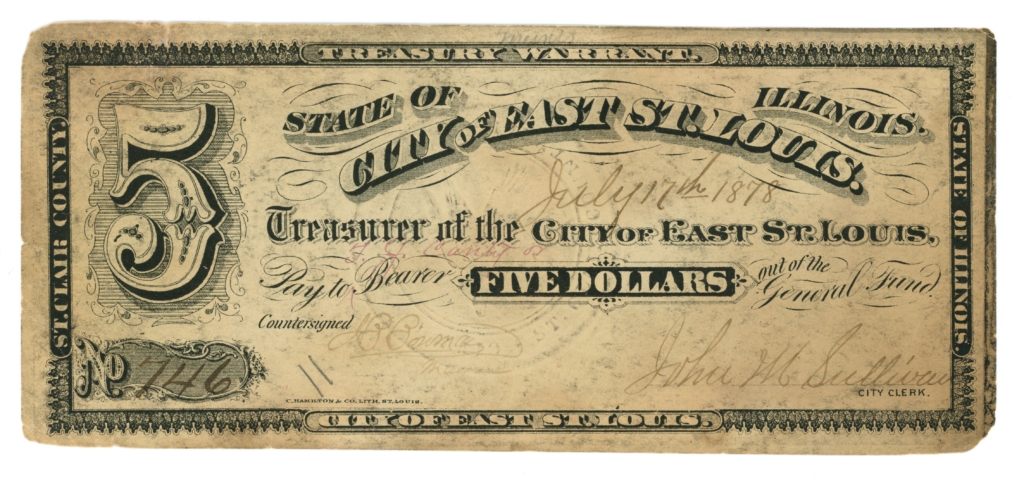 TREASURY WARRANT.
STATE OF ILLINOIS.
CITY OF EAST ST. LOUIS.
ST. CLAIR COUNTY
STATE OF ILLINOIS.
5
July 17th 1878
Treasurer of the CITY OF EAST ST. LOUIS.
Pay to Bearer FIVE DOLLARS out of the General Fund.
Countersigned
No 746
11
John M Sullivan
CITY CLERK.
C. HAMILTON & CO. LITH. ST. LOUIS.
CITY OF EAST ST. LOUIS.